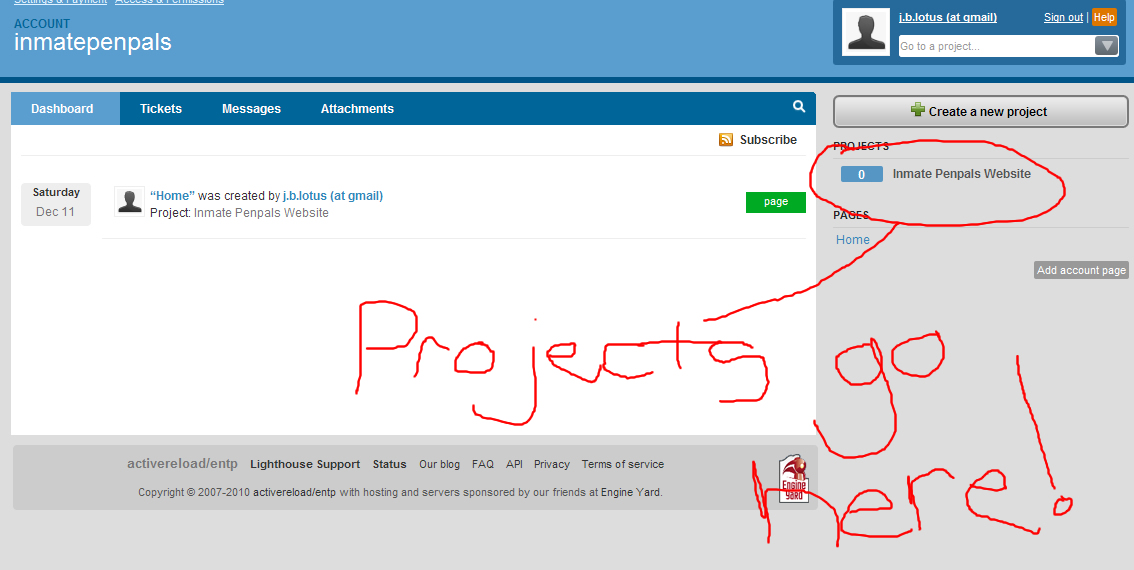 Settings & Payment Access & Permissions
ACCOUNT
inmatepenpals
j.b.lotus (at gmail) Sign out | Help
Go to a project...
Dashboard Tickets Messages Attachments
Subscribe
Saturday
Dec 11
“Home” was created by j.b.lotus (at gmail)
Project: Inmate Penpals Website
page
Create a new project
PROJECTS
0 Inmate Penpals Website
PAGES
Home
Add account page
Projects
go
here!
activereload/entp Lighthouse Support Status Our blog FAQ API Privacy Terms of service
Copyright © 2007-2010 activereload/entp with hosting and servers sponsored by our friends at Engine Yard.
Engine
Yard